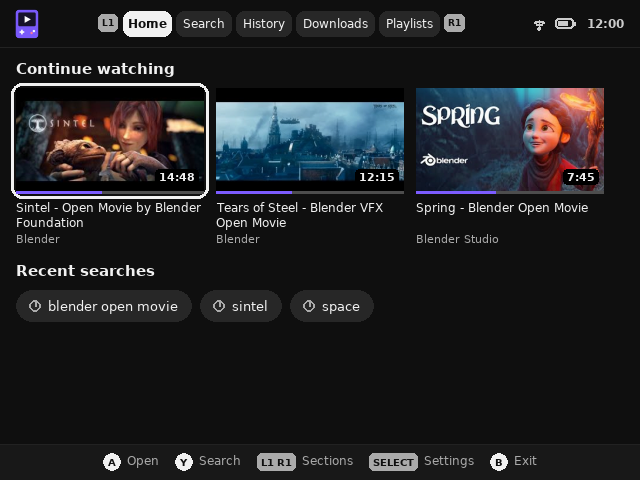 L1 Home Search History Downloads Playlists R1 12:00
Continue watching
SINTEL
14:48
12:15
SPRING
blender
7:45
Sintel - Open Movie by Blender Foundation
Blender
Tears of Steel - Blender VFX Open Movie
Blender
Spring - Blender Open Movie
Blender Studio
Recent searches
blender open movie
sintel
space
A Open Y Search L1 R1 Sections SELECT Settings B Exit